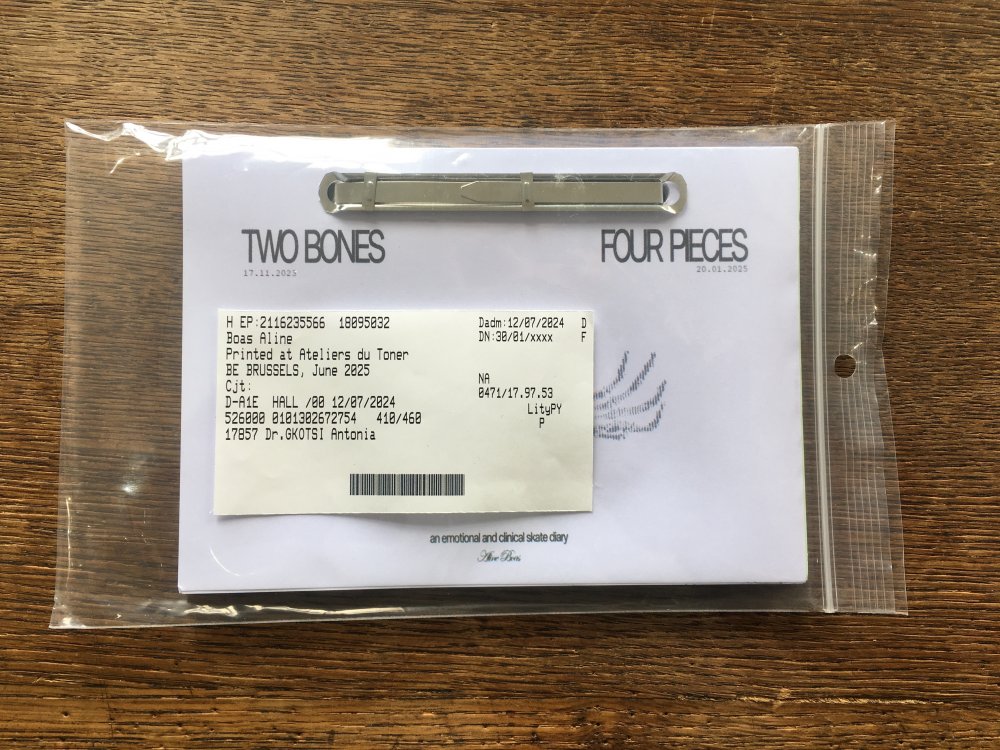 TWO BONES
17.11.2025
FOUR PIECES
20.01.2025
H EP:2116235566 18095032
Boas Aline
Printed at Ateliers du Toner
BE BRUSSELS, June 2025
Cjt:
D-A1E HALL /00 12/07/2024
526000 0101302672754 410/460
17857 Dr.GKOTSI Antonia
Dadm:12/07/2024 D
DN:30/01/xxxx F
NA
0471/17.97.53
LityPY
P
an emotional and clinical skate diary
Aline Boas